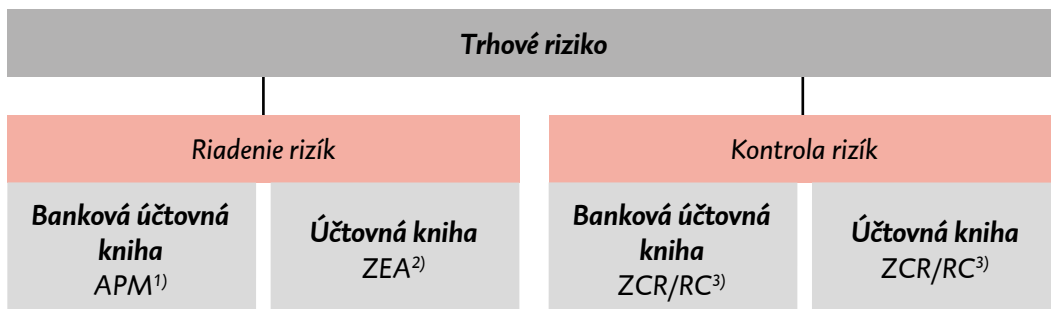 Trhové riziko
Riadenie rizík
Kontrola rizík
Banková účtovná
kniha
APM1)
Účtovná kniha
ZEA2)
Banková účtovná
kniha
ZCR/RC3)
Účtovná kniha
ZCR/RC3)